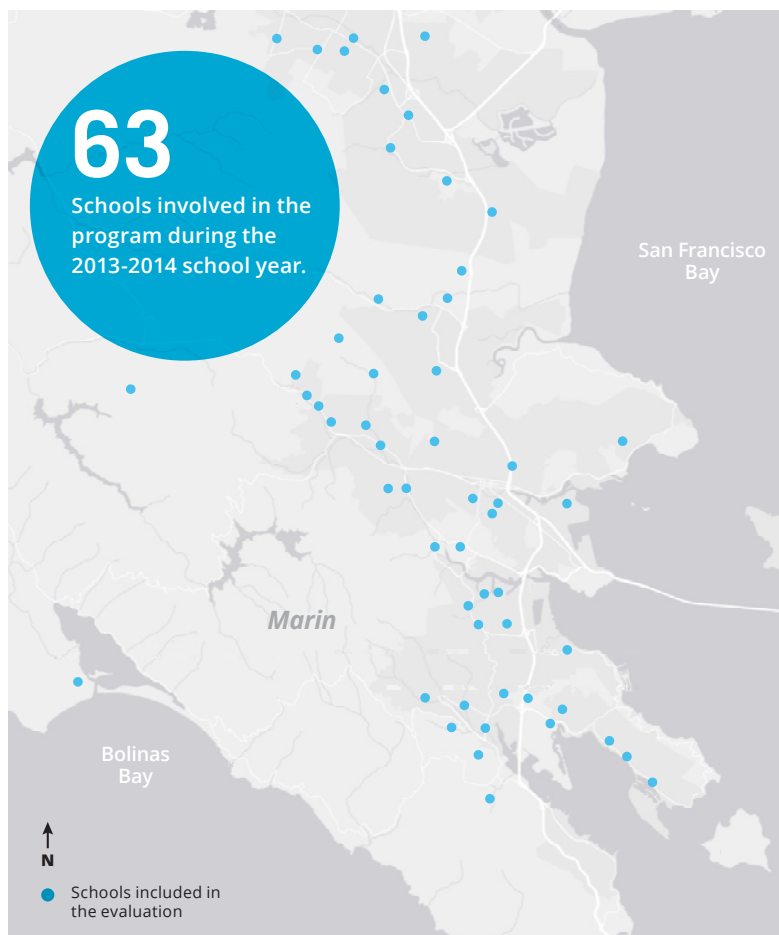 63
Schools involved in the
program during the
2013-2014 school year.
San Francisco
Bay
Marin
Bolinas
Bay
N
Schools included in
the evaluation